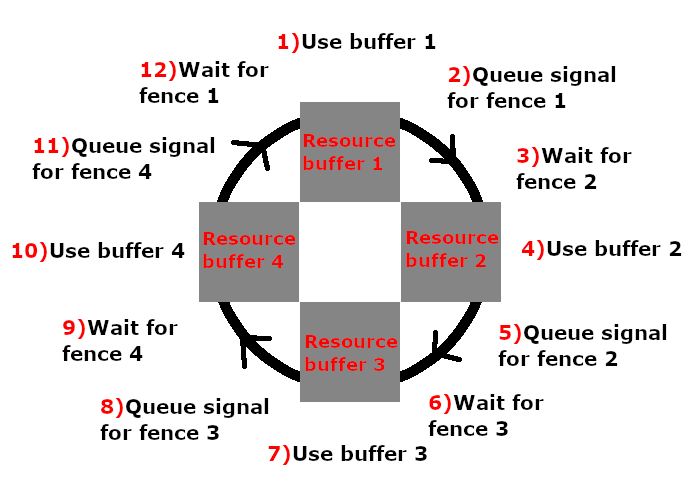 1)Use buffer 1
2)Queue signal
for fence 1
3)Wait for
fence 2
4)Use buffer 2
5)Queue signal
for fence 2
6)Wait for
fence 3
7)Use buffer 3
8)Queue signal
for fence 3
9)Wait for
fence 4
10)Use buffer 4
11)Queue signal
for fence 4
12)Wait for
fence 1
Resource
buffer 1
Resource
buffer 2
Resource
buffer 3
Resource
buffer 4